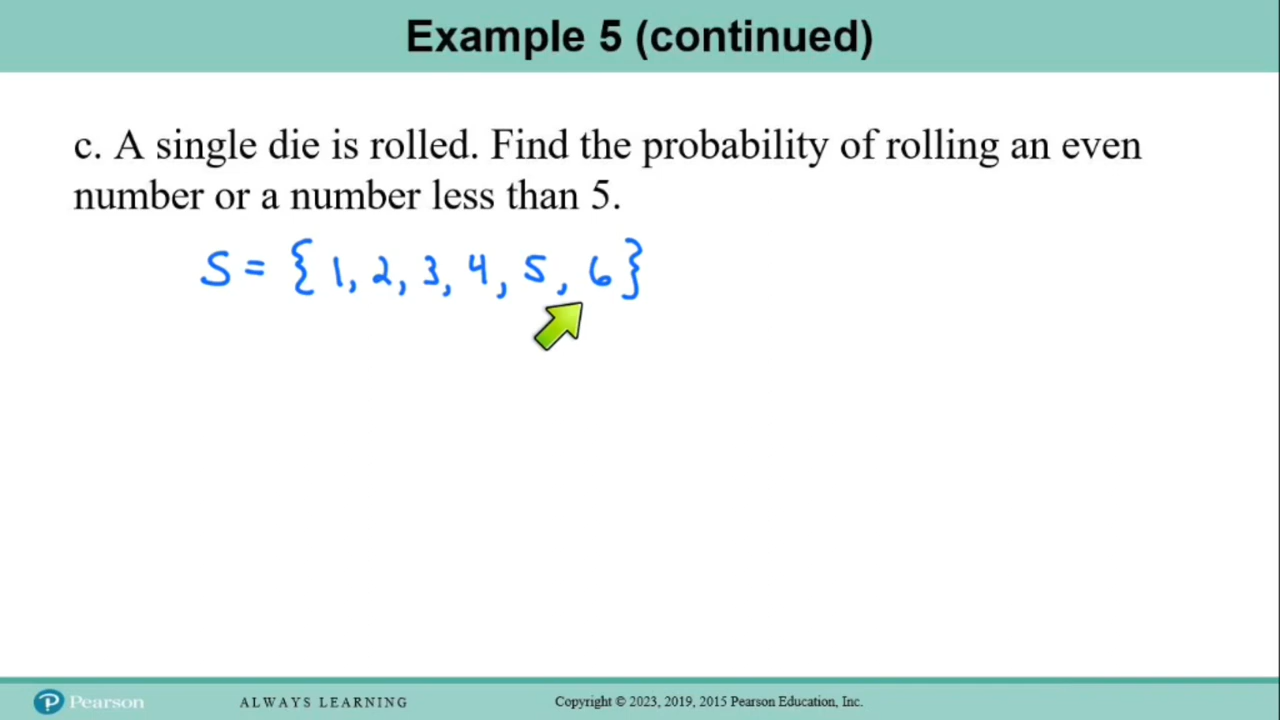 Example 5 (continued)
c. A single die is rolled. Find the probability of rolling an even
number or a number less than 5.
S = {1, 2, 3, 4, 5, 6}
Pearson
ALWAYS LEARNING
Copyright © 2023, 2019, 2015 Pearson Education, Inc.